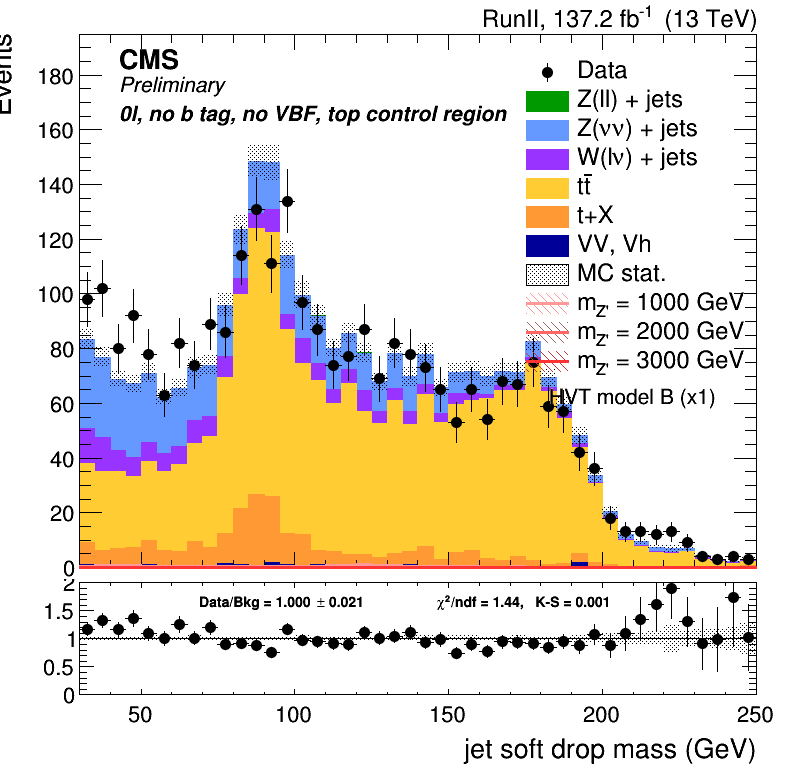 RunII, 137.2 fb⁻¹ (13 TeV)
Events
CMS
Preliminary
0l, no b tag, no VBF, top control region
Data
Z(ll) + jets
Z(νν) + jets
W(lν) + jets
tt̄
t+X
VV, Vh
MC stat.
m_Z' = 1000 GeV
m_Z' = 2000 GeV
m_Z' = 3000 GeV
HVT model B (x1)
180
160
140
120
100
80
60
40
20
0
Data/Bkg = 1.000 ± 0.021
χ²/ndf = 1.44, K-S = 0.001
2
1.5
1
0.5
0
50 100 150 200 250
jet soft drop mass (GeV)